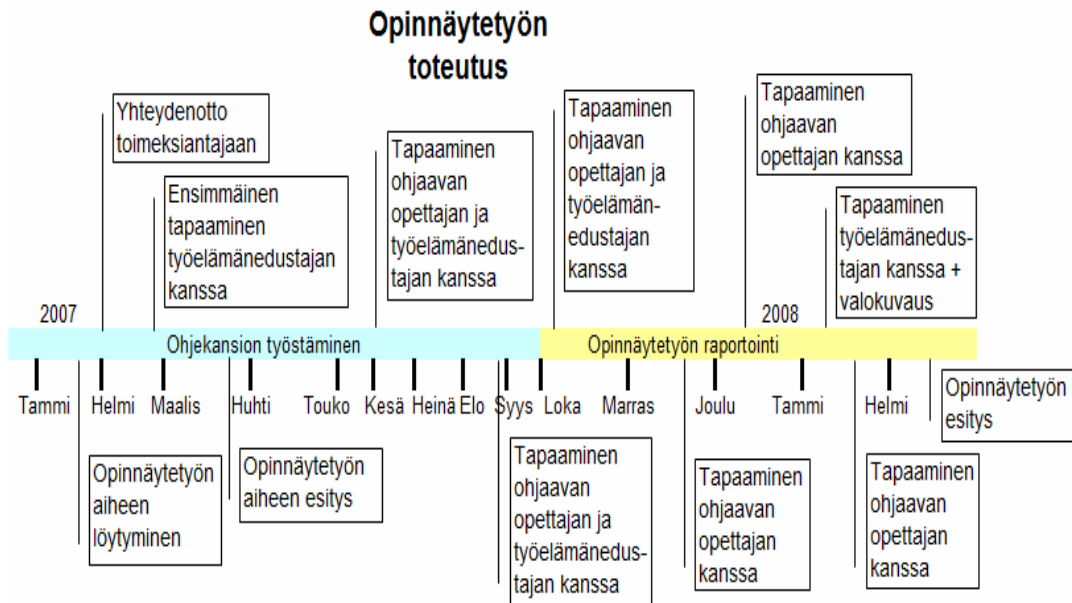 Opinnäytetyön
toteutus
Yhteydenotto
toimeksiantajaan
Ensimmäinen
tapaaminen
työelämänedustajan
kanssa
Tapaaminen
ohjaavan
opettajan ja
työelämänedus-
tajan kanssa
Tapaaminen
ohjaavan
opettajan ja
työelämän-
edustajan
kanssa
Tapaaminen
ohjaavan
opettajan kanssa
Tapaaminen
työelämänedus-
tajan kanssa +
valokuvaus
2007
2008
Ohjekansion työstäminen
Opinnäytetyön raportointi
Tammi
Helmi
Maalis
Huhti
Touko
Kesä
Heinä
Elo
Syys
Loka
Marras
Joulu
Tammi
Helmi
Opinnäytetyön
aiheen
löytyminen
Opinnäytetyön
aiheen esitys
Tapaaminen
ohjaavan
opettajan ja
työelämänedus-
tajan kanssa
Tapaaminen
ohjaavan
opettajan
kanssa
Tapaaminen
ohjaavan
opettajan
kanssa
Opinnäytetyön
esitys